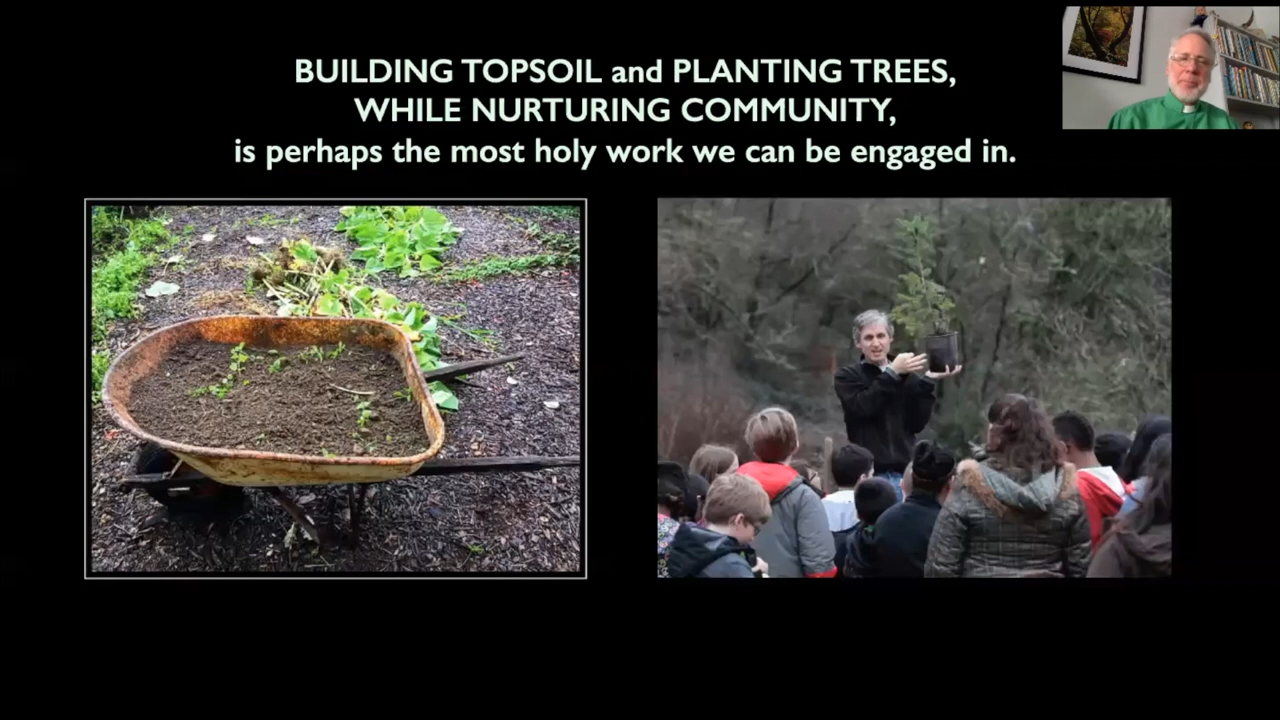 BUILDING TOPSOIL and PLANTING TREES,
WHILE NURTURING COMMUNITY,
is perhaps the most holy work we can be engaged in.